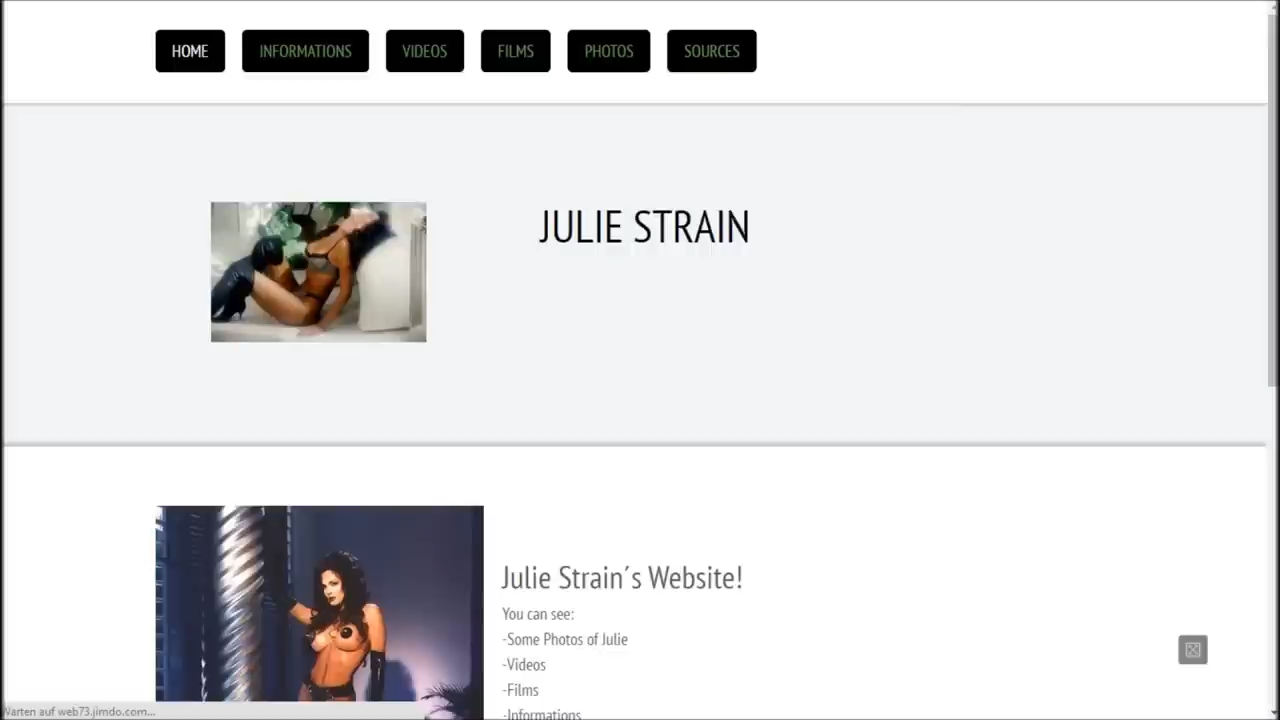 HOME INFORMATIONS VIDEOS FILMS PHOTOS SOURCES
JULIE STRAIN
Julie Strain´s Website!
You can see:
-Some Photos of Julie
-Videos
-Films
-Informations
Warten auf web73.jimdo.com...